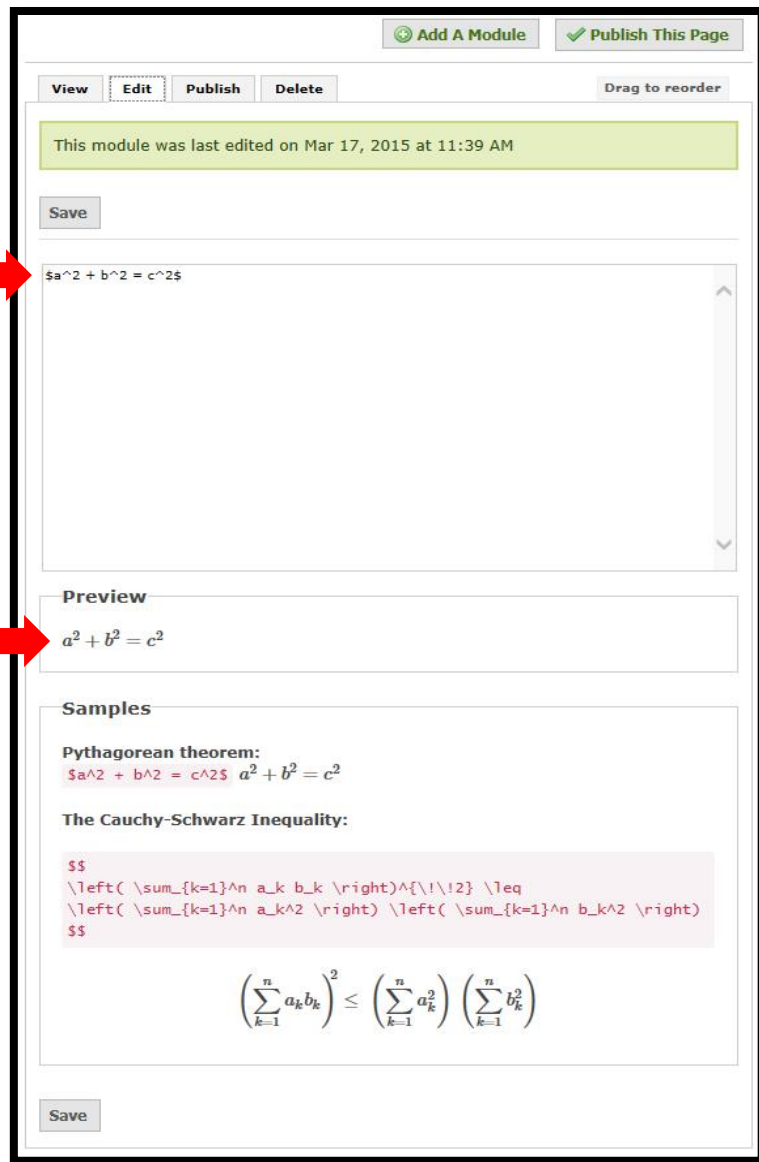 Add A Module Publish This Page
View Edit Publish Delete Drag to reorder
This module was last edited on Mar 17, 2015 at 11:39 AM
Save
$a^2 + b^2 = c^2$
Preview
a² + b² = c²
Samples
Pythagorean theorem:
$a^2 + b^2 = c^2$ a² + b² = c²
The Cauchy-Schwarz Inequality:
$$
\left( \sum_{k=1}^n a_k b_k \right)^{\!\!2} \leq
\left( \sum_{k=1}^n a_k^2 \right) \left( \sum_{k=1}^n b_k^2 \right)
$$
(∑_{k=1}^n a_k b_k)² ≤ (∑_{k=1}^n a_k²) (∑_{k=1}^n b_k²)
Save